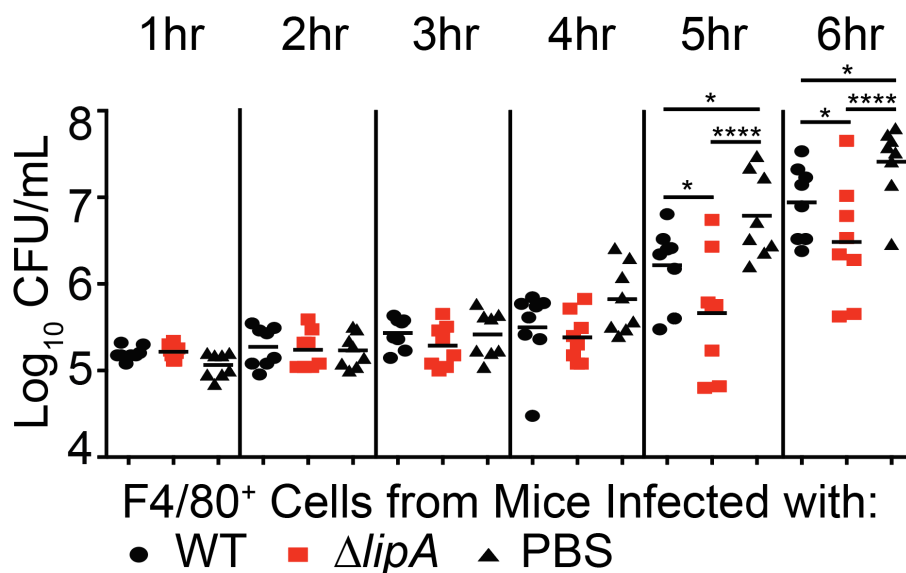 1hr 2hr 3hr 4hr 5hr 6hr
* *
* **** * ****
*
Log₁₀ CFU/mL
8
7
6
5
4
F4/80⁺ Cells from Mice Infected with:
WT ΔlipA PBS